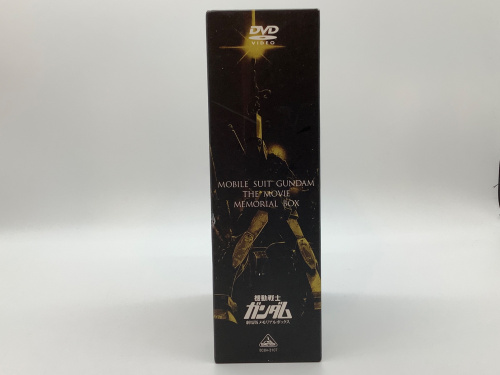 DVD
VIDEO
MOBILE SUIT GUNDAM
THE MOVIE
MEMORIAL BOX
機動戦士
ガンダム
劇場版メモリアルボックス